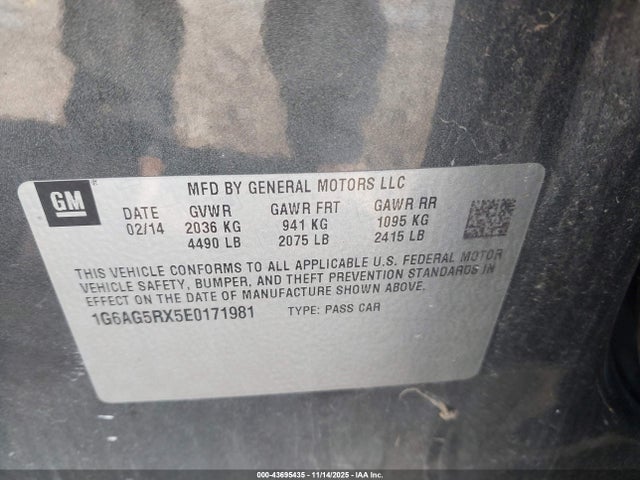 GM
MFD BY GENERAL MOTORS LLC
DATE GVWR GAWR FRT GAWR RR
02/14 2036 KG 941 KG 1095 KG
4490 LB 2075 LB 2415 LB
THIS VEHICLE CONFORMS TO ALL APPLICABLE U.S. FEDERAL MOTOR
VEHICLE SAFETY, BUMPER, AND THEFT PREVENTION STANDARDS IN
EFFECT ON THE DATE OF MANUFACTURE SHOWN ABOVE.
1G6AG5RX5E0171981 TYPE: PASS CAR
000-43695435 - 11/14/2025 - IAA Inc.